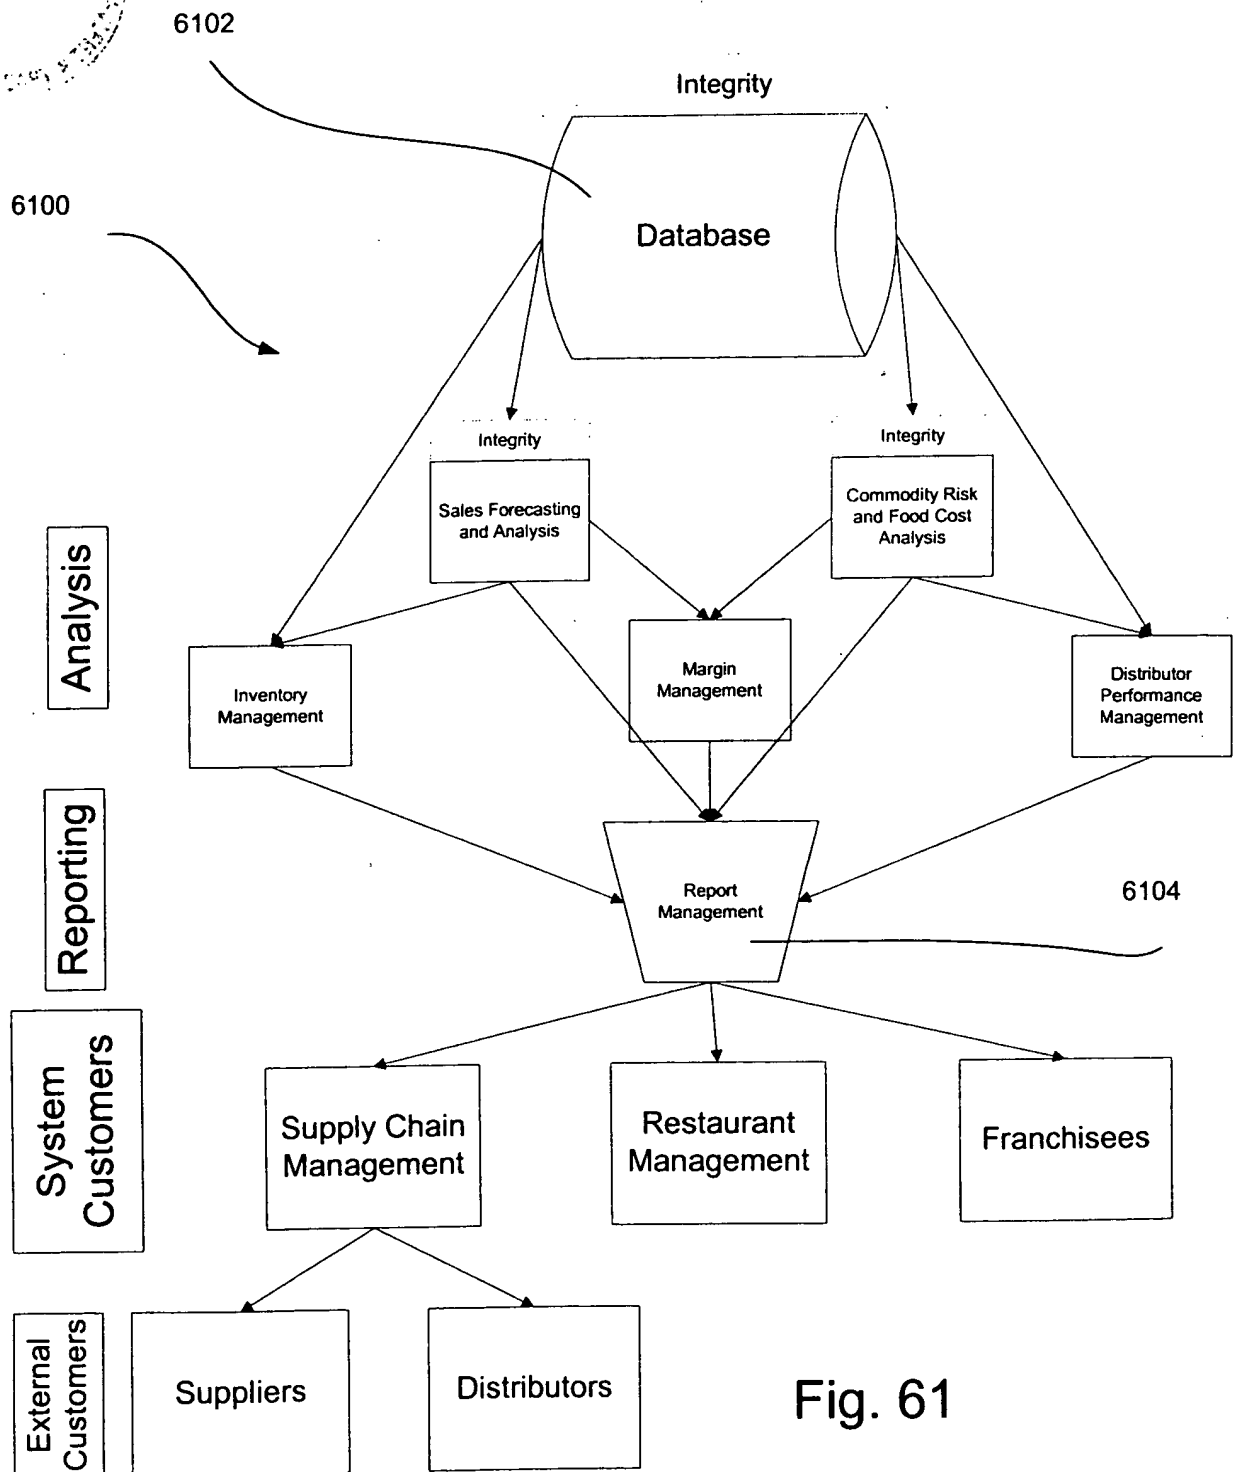 6102
Integrity
6100
Database
Integrity
Integrity
Sales Forecasting
and Analysis
Commodity Risk
and Food Cost
Analysis
Analysis
Inventory
Management
Margin
Management
Distributor
Performance
Management
Reporting
Report
Management
6104
System
Customers
Supply Chain
Management
Restaurant
Management
Franchisees
External
Customers
Suppliers
Distributors
Fig. 61